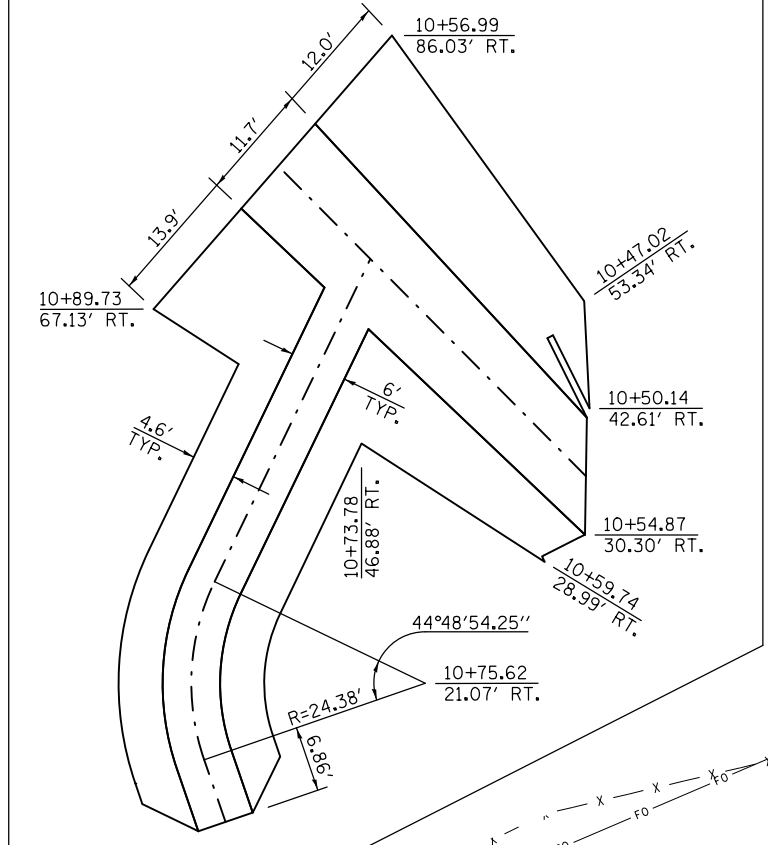 10+56.99
86.03' RT.
12.0'
11.7'
13.9'
10+47.02
53.34' RT.
10+89.73
67.13' RT.
10+50.14
42.61' RT.
6'
TYP.
4.6'
TYP.
10+73.78
46.88' RT.
10+54.87
30.30' RT.
10+59.74
28.99' RT.
44°48'54.25''
10+75.62
21.07' RT.
R=24.38'
6.86'
X
X
X
X
FO
FO